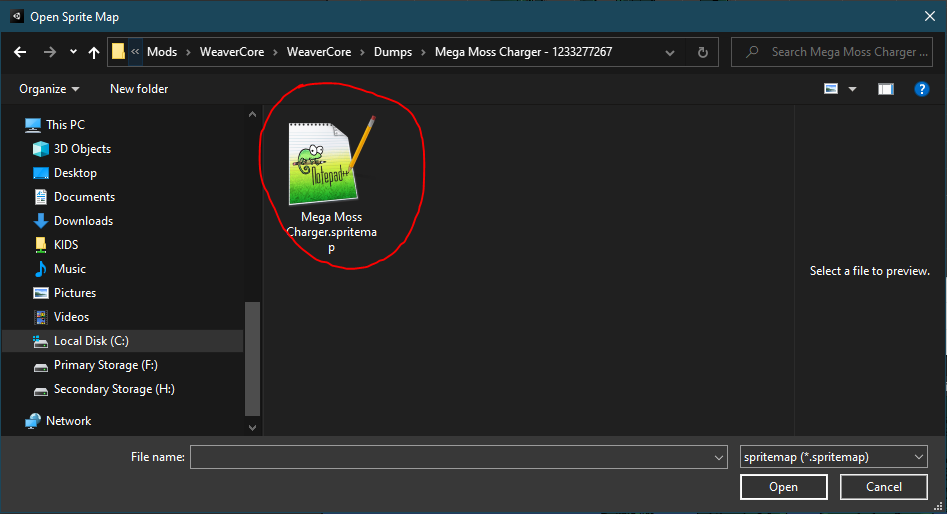 Open Sprite Map
« Mods > WeaverCore > WeaverCore > Dumps > Mega Moss Charger - 1233277267
Search Mega Moss Charger ...
Organize
New folder
This PC
3D Objects
Desktop
Documents
Downloads
KIDS
Music
Pictures
Videos
Local Disk (C:)
Primary Storage (F:)
Secondary Storage (H:)
Network
Notepad++
Mega Moss
Charger.spritema
p
Select a file to preview.
File name:
spritemap (*.spritemap)
Open
Cancel